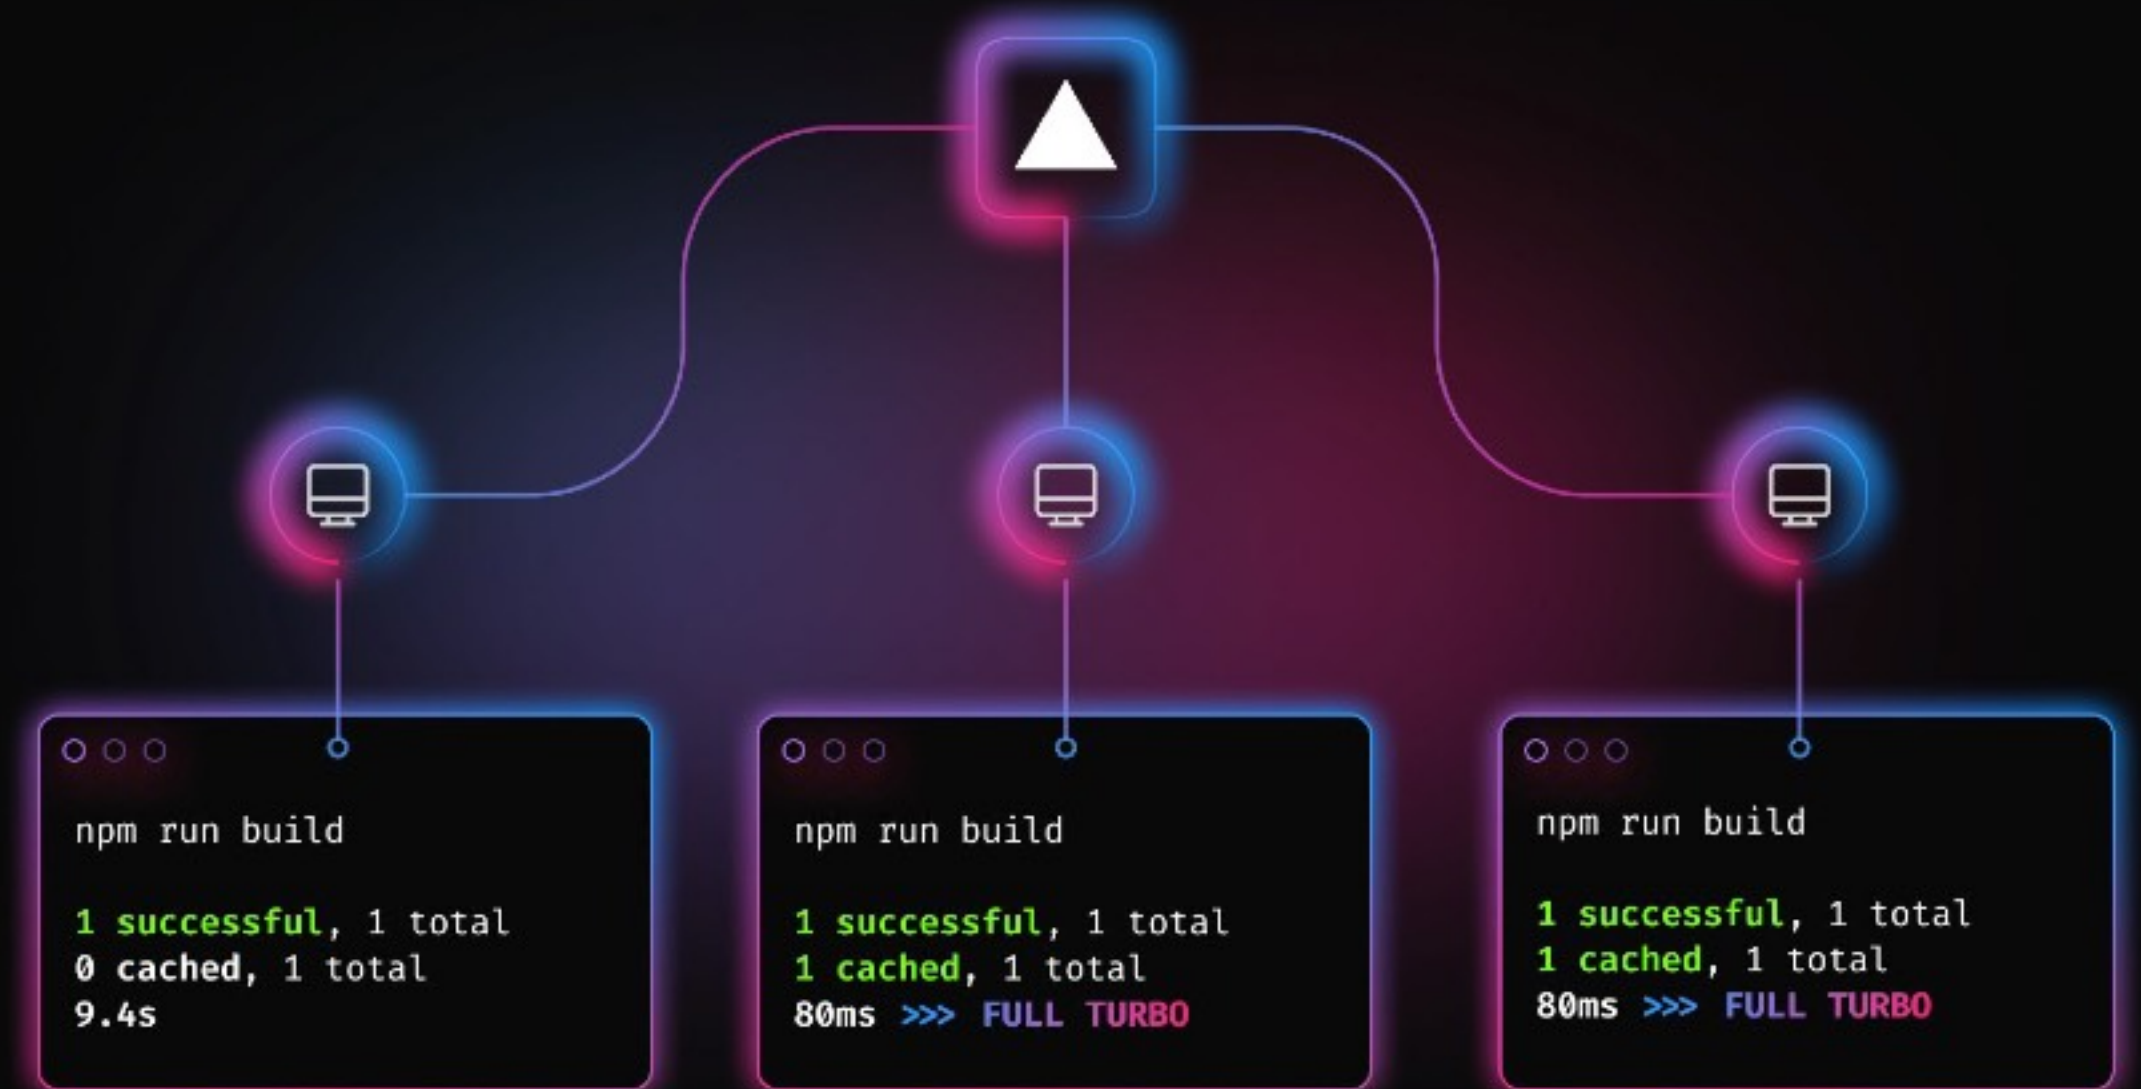 npm run build
1 successful, 1 total
0 cached, 1 total
9.4s
npm run build
1 successful, 1 total
1 cached, 1 total
80ms >>> FULL TURBO
npm run build
1 successful, 1 total
1 cached, 1 total
80ms >>> FULL TURBO